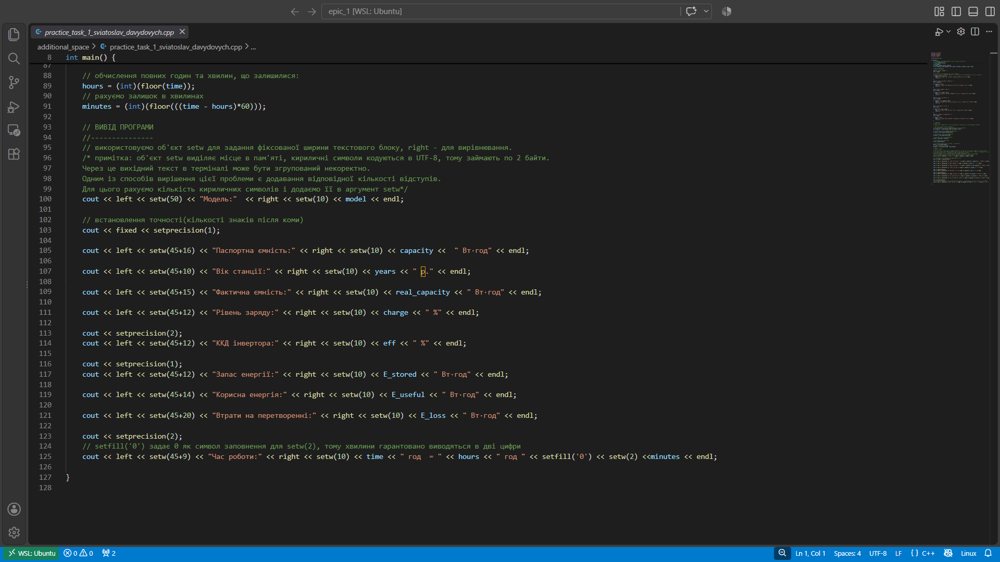 epic_1 [WSL: Ubuntu]
practice_task_1_sviatoslav_davydovych.cpp
additional_space > practice_task_1_sviatoslav_davydovych.cpp > ...
8 int main() {
87
88 // обчислення повних годин та хвилин, що залишилися:
89 hours = (int)(floor(time));
90 // рахуємо залишок в хвилинах
91 minutes = (int)(floor(((time - hours)*60)));
92
93 // ВИВІД ПРОГРАМИ
94 //---------------
95 // використовуємо об'єкт setw для задання фіксованої ширини текстового блоку, right - для вирівнювання.
96 /* примітка: об'єкт setw виділяє місце в пам'яті, кириличні символи кодуються в UTF-8, тому займають по 2 байти.
97 Через це вихідний текст в терміналі може бути згрупований некоректно.
98 Одним із способів вирішення цієї проблеми є додавання відповідної кількості відступів.
99 Для цього рахуємо кількість кириличних символів і додаємо її в аргумент setw*/
100 cout << left << setw(50) << "Модель:"  << right << setw(10) << model << endl;
101
102 // встановлення точності(кількості знаків після коми)
103 cout << fixed << setprecision(1);
104
105 cout << left << setw(45+16) << "Паспортна ємність:" << right << setw(10) << capacity <<  " Вт·год" << endl;
106
107 cout << left << setw(45+10) << "Вік станції:" << right << setw(10) << years << " р." << endl;
108
109 cout << left << setw(45+15) << "Фактична ємність:" << right << setw(10) << real_capacity << " Вт·год" << endl;
110
111 cout << left << setw(45+12) << "Рівень заряду:" << right << setw(10) << charge << " %" << endl;
112
113 cout << setprecision(2);
114 cout << left << setw(45+12) << "ККД інвертора:" << right << setw(10) << eff << " %" << endl;
115
116 cout << setprecision(1);
117 cout << left << setw(45+12) << "Запас енергії:" << right << setw(10) << E_stored << " Вт·год" << endl;
118
119 cout << left << setw(45+14) << "Корисна енергія:" << right << setw(10) << E_useful << " Вт·год" << endl;
120
121 cout << left << setw(45+20) << "Втрати на перетворенні:" << right << setw(10) << E_loss << " Вт·год" << endl;
122
123 cout << setprecision(2);
124 // setfill('0') задає 0 як символ заповнення для setw(2), тому хвилини гарантовано виводяться в дві цифри
125 cout << left << setw(45+9) << "Час роботи:" << right << setw(10) << time << " год  = " << hours << " год " << setfill('0') << setw(2) <<minutes << endl;
126
127 }
128
WSL: Ubuntu 0 0 2 Ln 1, Col 1 Spaces: 4 UTF-8 LF { } C++ Linux